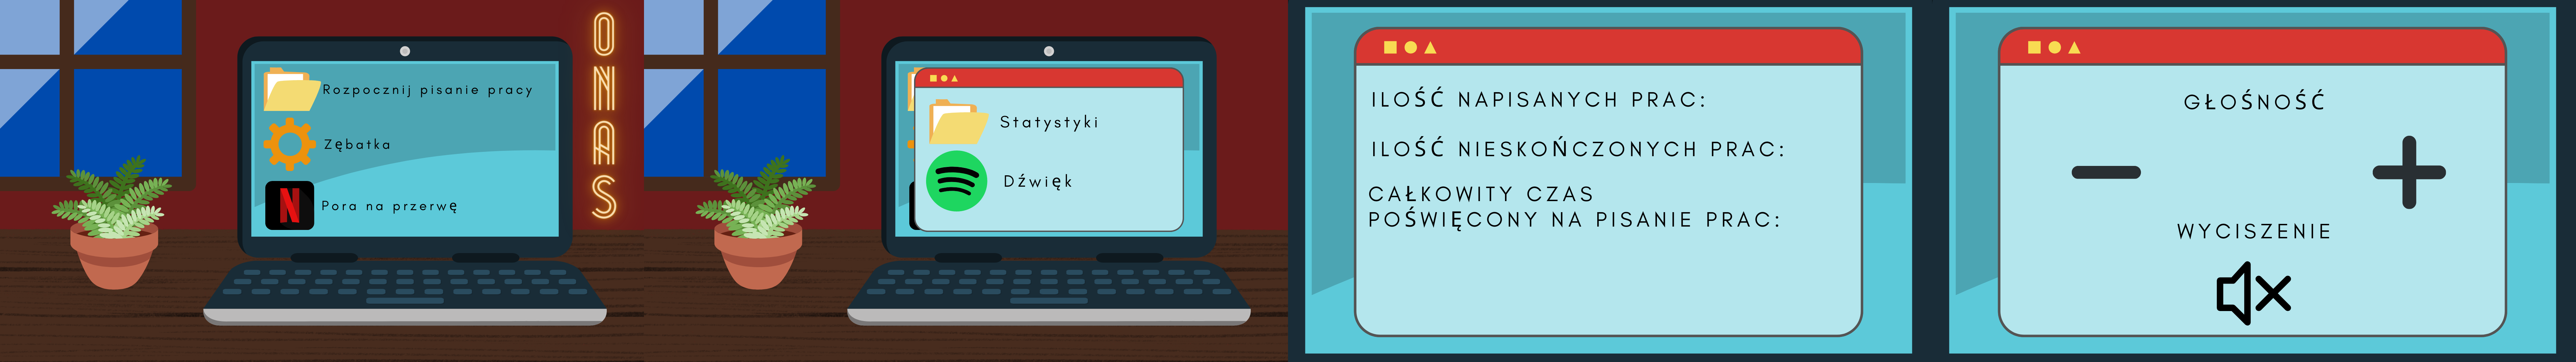 Rozpocznij pisanie pracy
Zębatka
N
Pora na przerwę
O NAS
Statystyki
Dźwięk
ILOŚĆ NAPISANYCH PRAC:
ILOŚĆ NIESKOŃCZONYCH PRAC:
CAŁKOWITY CZAS
POŚWIĘCONY NA PISANIE PRAC:
GŁOŚNOŚĆ
WYCISZENIE